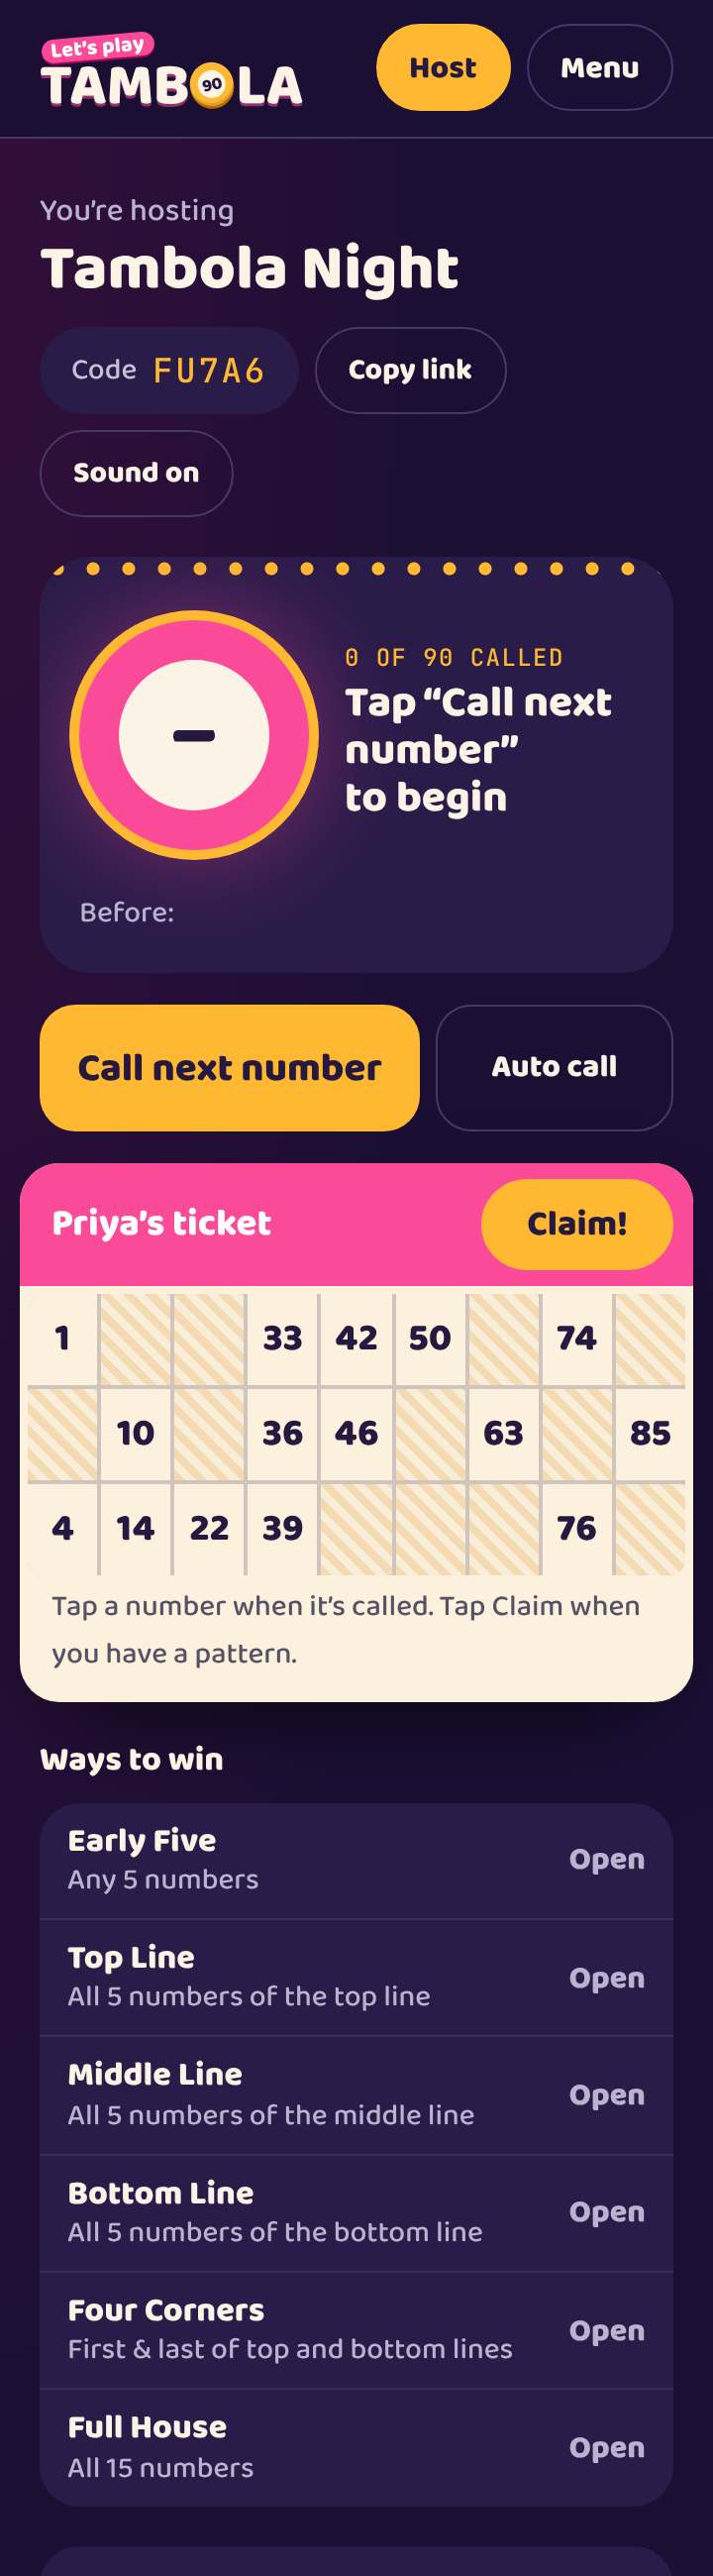 Let's play
TAMBOLA
90
Host
Menu
You're hosting
Tambola Night
Code FU7A6
Copy link
Sound on
0 OF 90 CALLED
Tap “Call next
number”
to begin
–
Before:
Call next number
Auto call
Priya's ticket
Claim!
1 33 42 50 74
10 36 46 63 85
4 14 22 39 76
Tap a number when it's called. Tap Claim when
you have a pattern.
Ways to win
Early Five
Any 5 numbers
Open
Top Line
All 5 numbers of the top line
Open
Middle Line
All 5 numbers of the middle line
Open
Bottom Line
All 5 numbers of the bottom line
Open
Four Corners
First & last of top and bottom lines
Open
Full House
All 15 numbers
Open